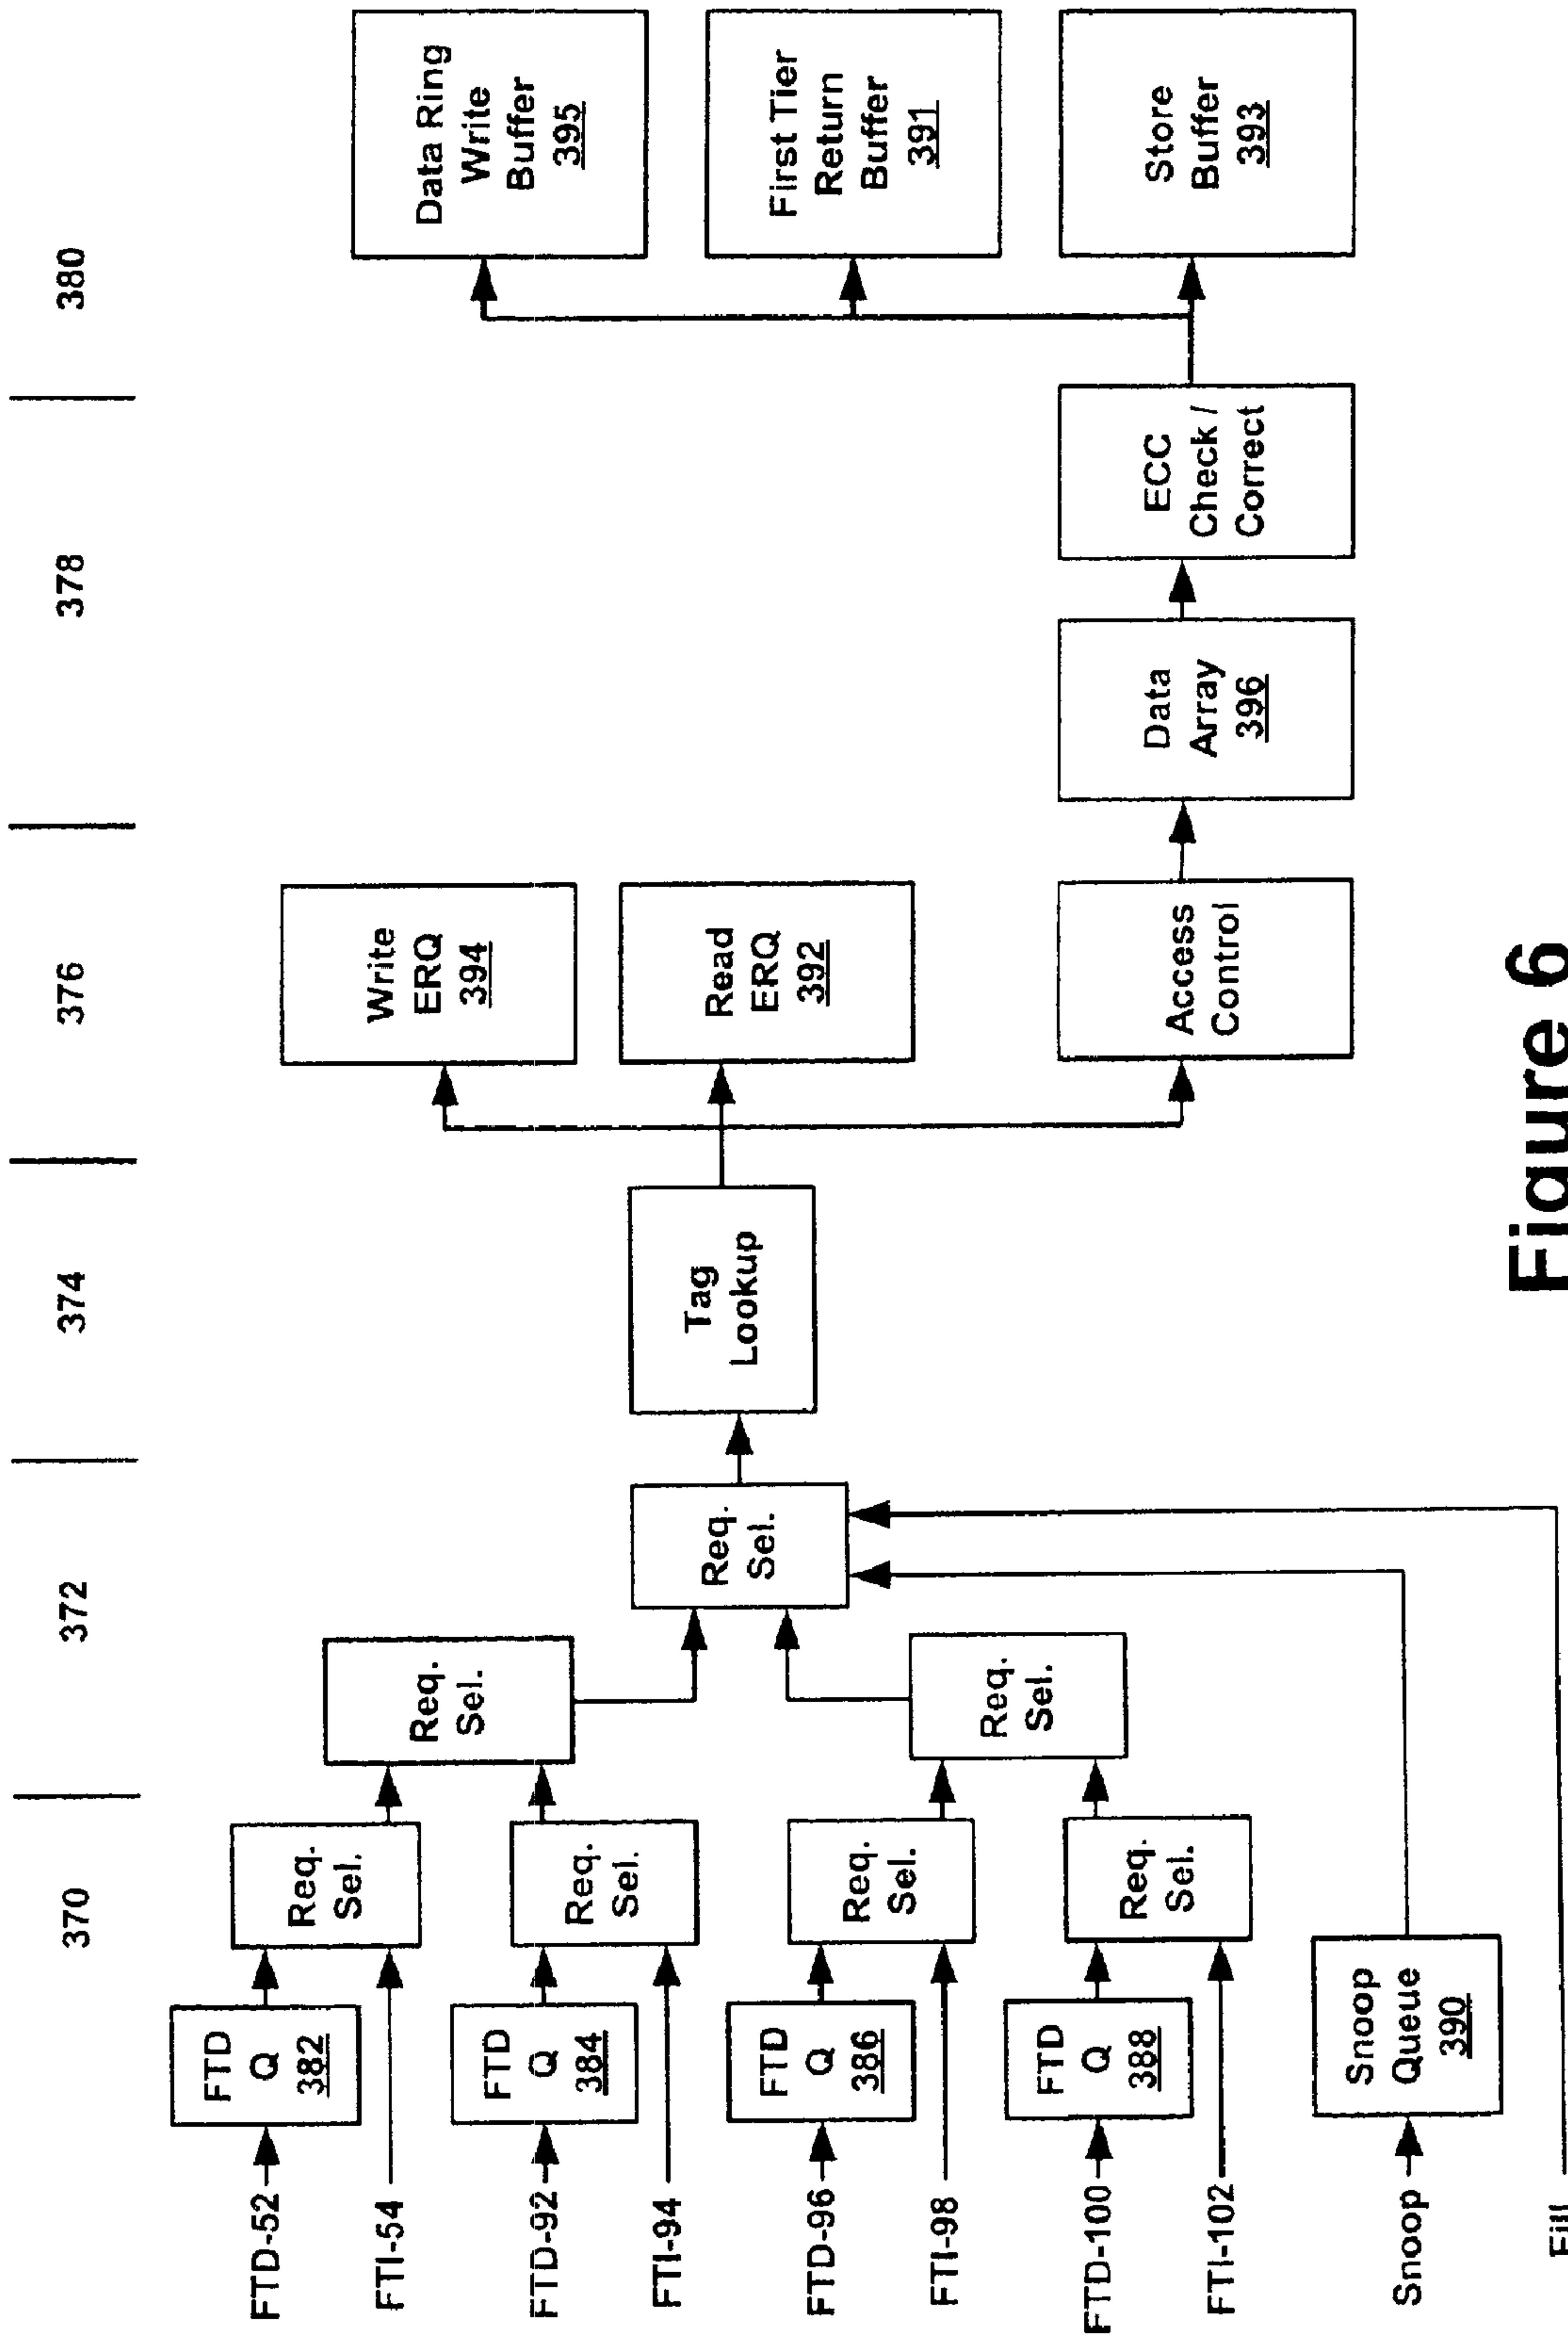 370
372
374
376
378
380
FTD-52
FTD
Q
382
FTI-54
Req.
Sel.
FTD-92
FTD
Q
384
FTI-94
Req.
Sel.
Req.
Sel.
FTD-96
FTD
Q
386
FTI-98
Req.
Sel.
FTD-100
FTD
Q
388
FTI-102
Req.
Sel.
Req.
Sel.
Snoop
Snoop
Queue
390
Fill
Req.
Sel.
Tag
Lookup
Write
ERQ
394
Read
ERQ
392
Access
Control
Data
Array
396
ECC
Check /
Correct
Data Ring
Write
Buffer
395
First Tier
Return
Buffer
391
Store
Buffer
393
Figure 6